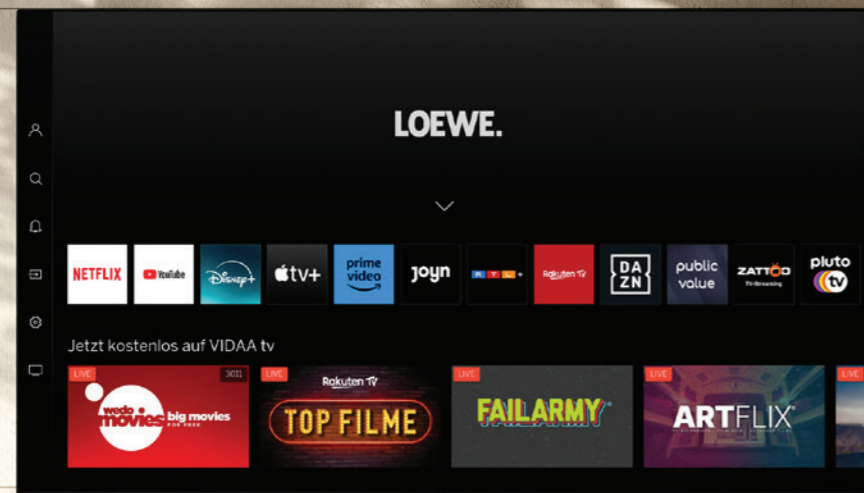 LOEWE.
NETFLIX
YouTube
Disney+
tv+
prime video
joyn
RTL+
Rakuten TV
DAZN
public value
ZATTOO
TV-Streaming
pluto tv
Jetzt kostenlos auf VIDAA tv
LIVE
3011
wedo movies
big movies
FOR FREE
LIVE
Rakuten TV
TOP FILME
LIVE
FAILARMY
LIVE
ARTFLIX
LIVE